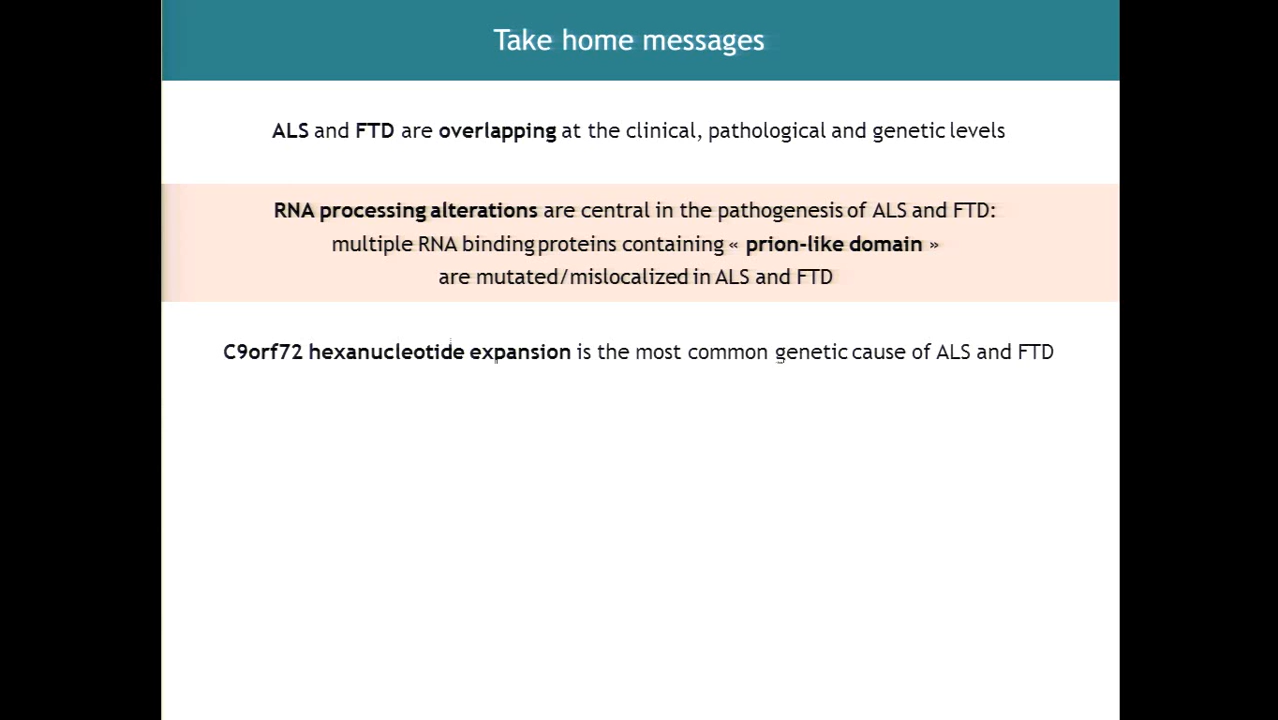 Take home messages
ALS and FTD are overlapping at the clinical, pathological and genetic levels
RNA processing alterations are central in the pathogenesis of ALS and FTD:
multiple RNA binding proteins containing « prion-like domain »
are mutated/mislocalized in ALS and FTD
C9orf72 hexanucleotide expansion is the most common genetic cause of ALS and FTD